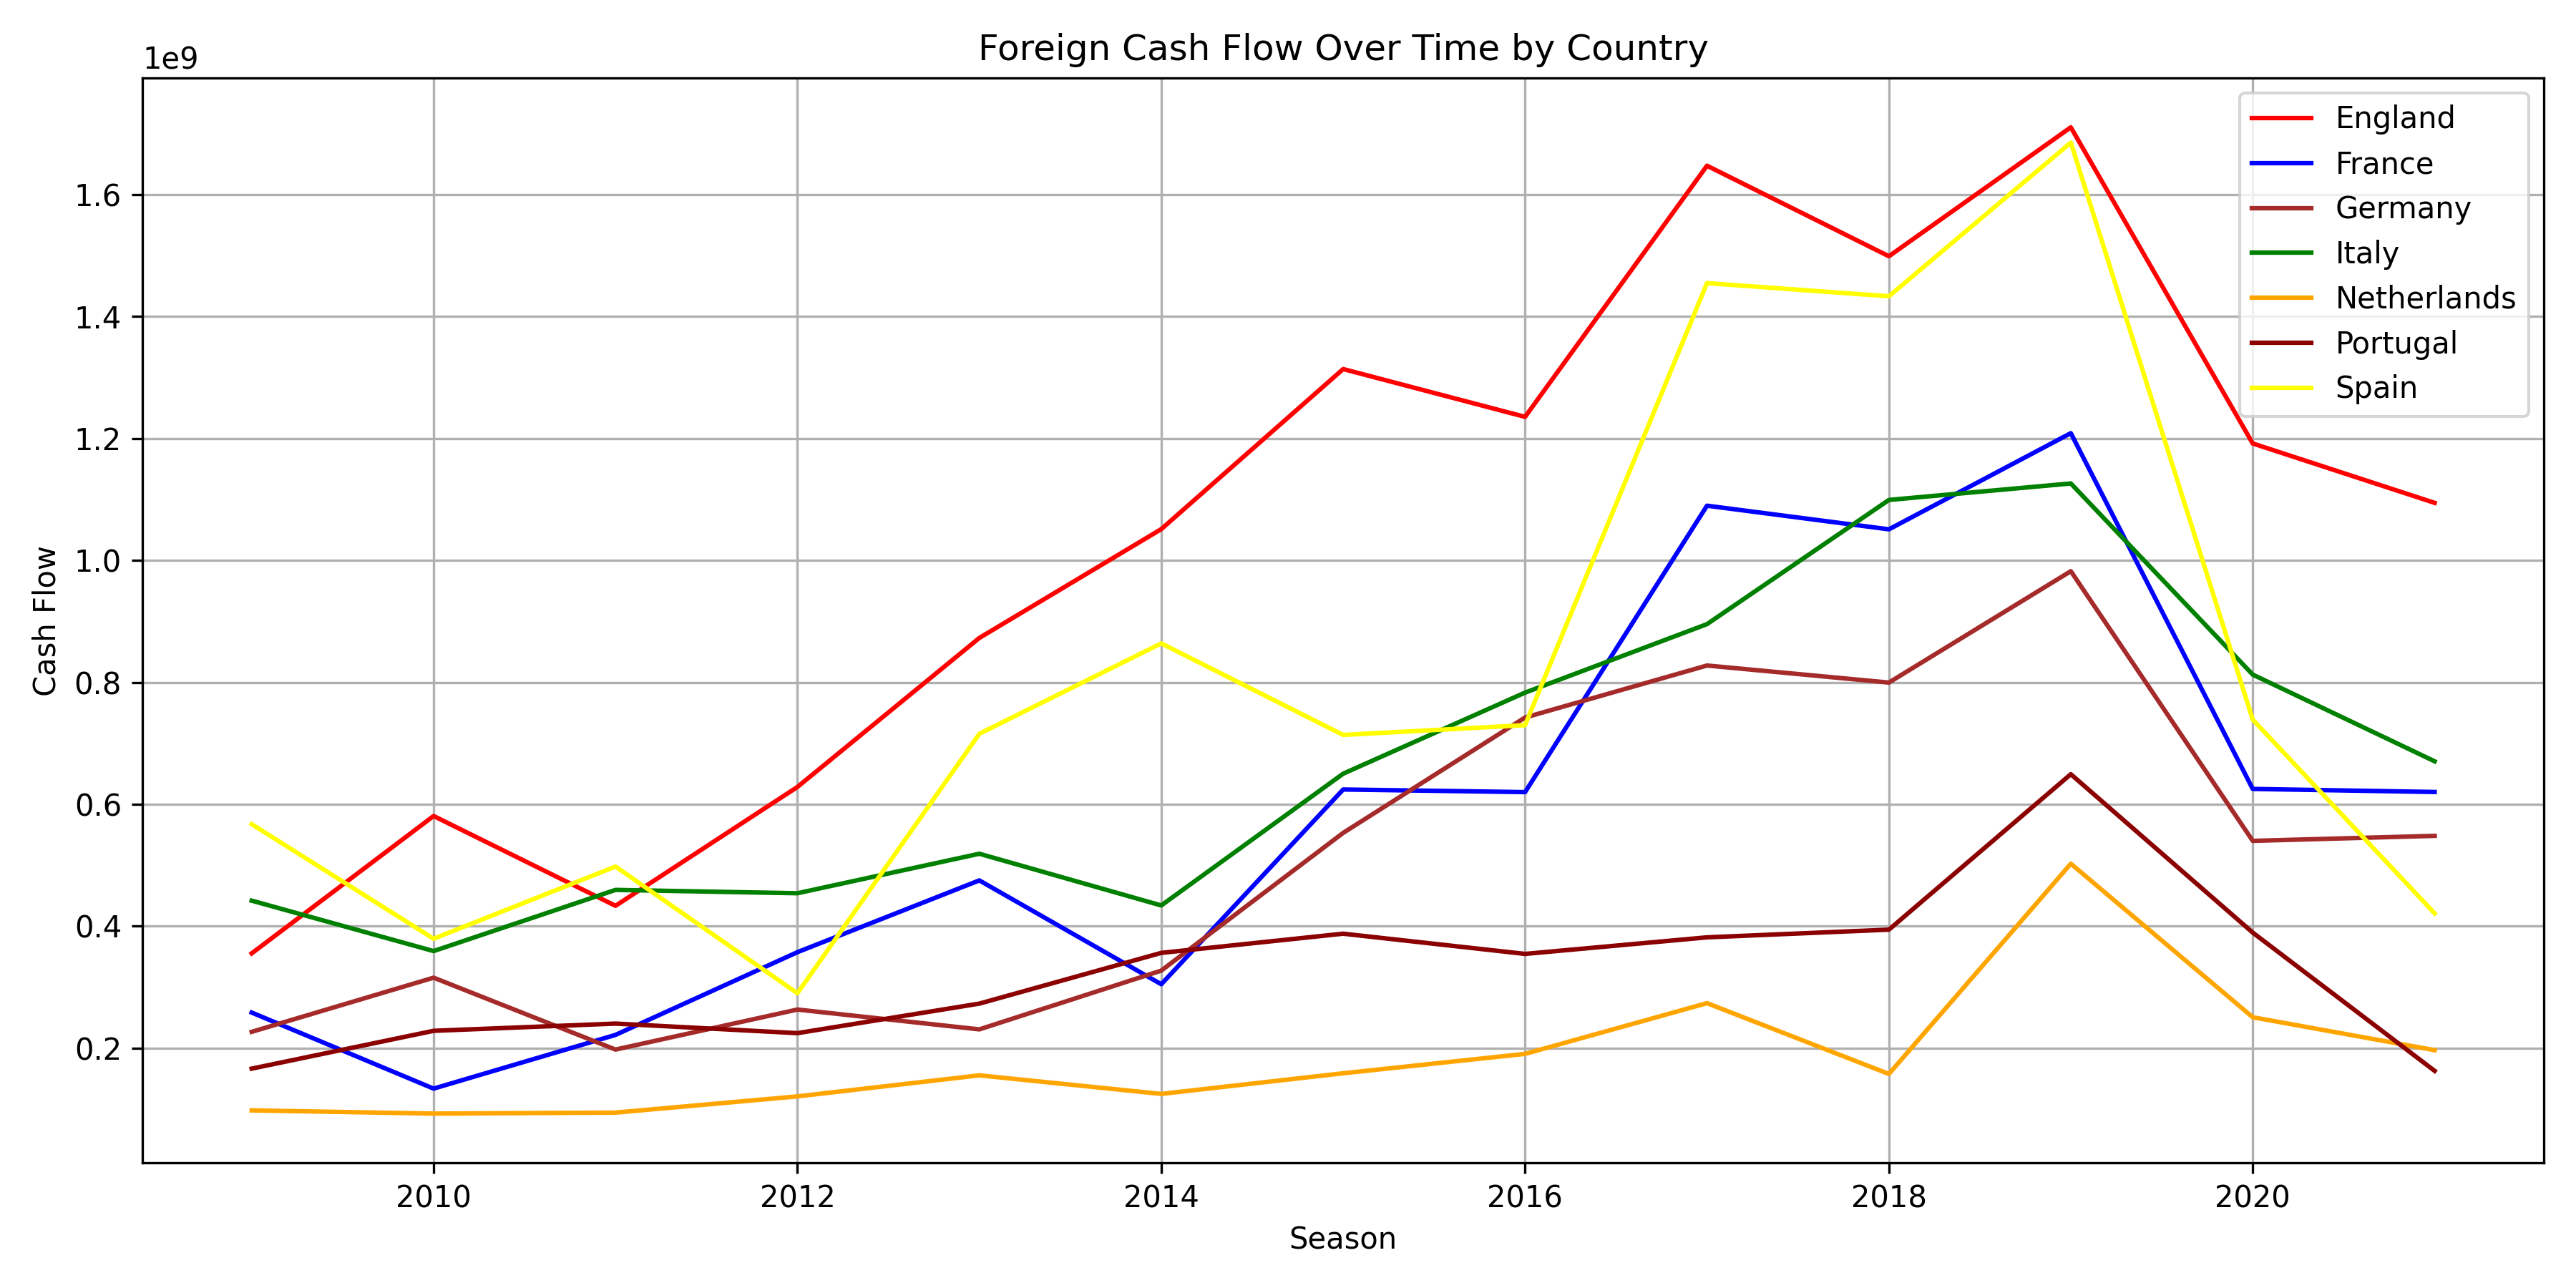 Foreign Cash Flow Over Time by Country
1e9
England
France
Germany
Italy
Netherlands
Portugal
Spain
1.6
1.4
1.2
1.0
0.8
0.6
0.4
0.2
Cash Flow
2010 2012 2014 2016 2018 2020
Season